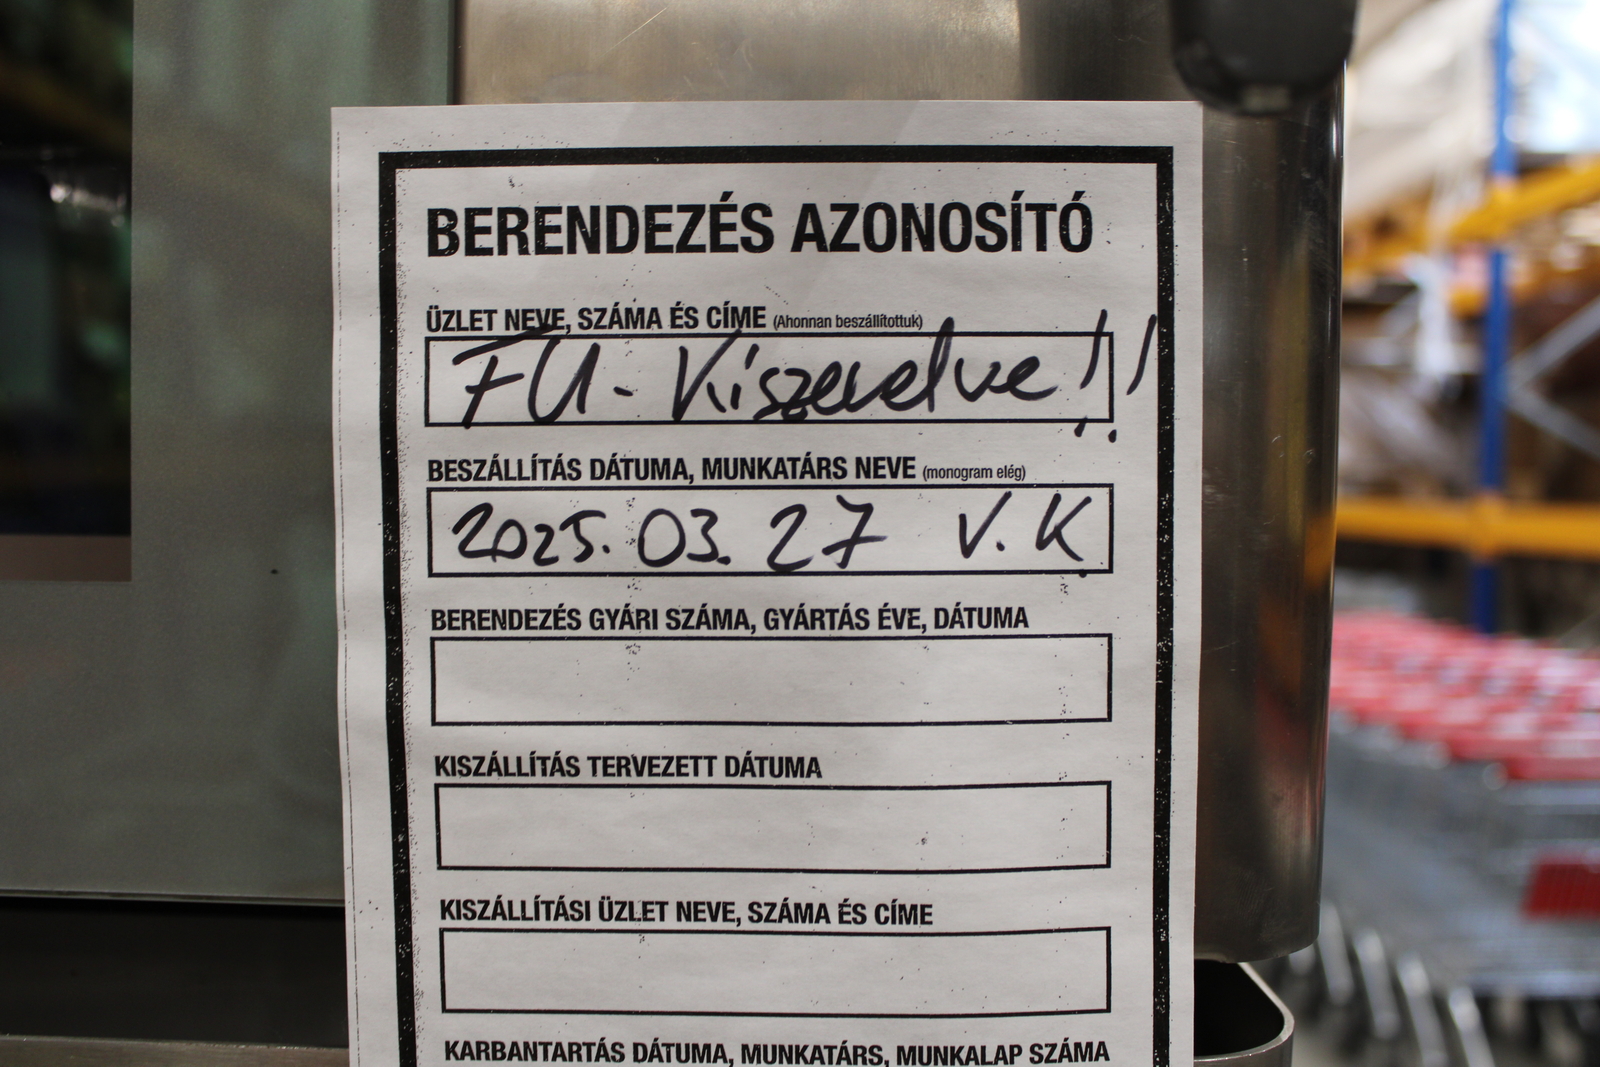 BERENDEZÉS AZONOSÍTÓ
ÜZLET NEVE, SZÁMA ÉS CÍME (Ahonnan beszállítottuk)
FU - Kiszerelve!!
BESZÁLLÍTÁS DÁTUMA, MUNKATÁRS NEVE (monogram elég)
2025. 03. 27 V. K.
BERENDEZÉS GYÁRI SZÁMA, GYÁRTÁS ÉVE, DÁTUMA
KISZÁLLÍTÁS TERVEZETT DÁTUMA
KISZÁLLÍTÁSI ÜZLET NEVE, SZÁMA ÉS CÍME
KARBANTARTÁS DÁTUMA, MUNKATÁRS, MUNKALAP SZÁMA